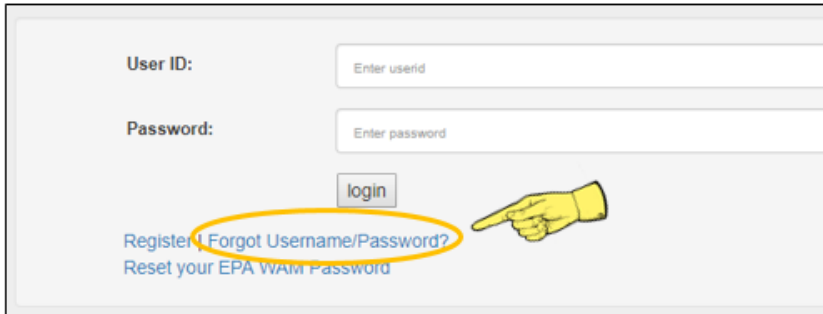 User ID:
Enter userid
Password:
Enter password
login
Register | Forgot Username/Password?
Reset your EPA WAM Password